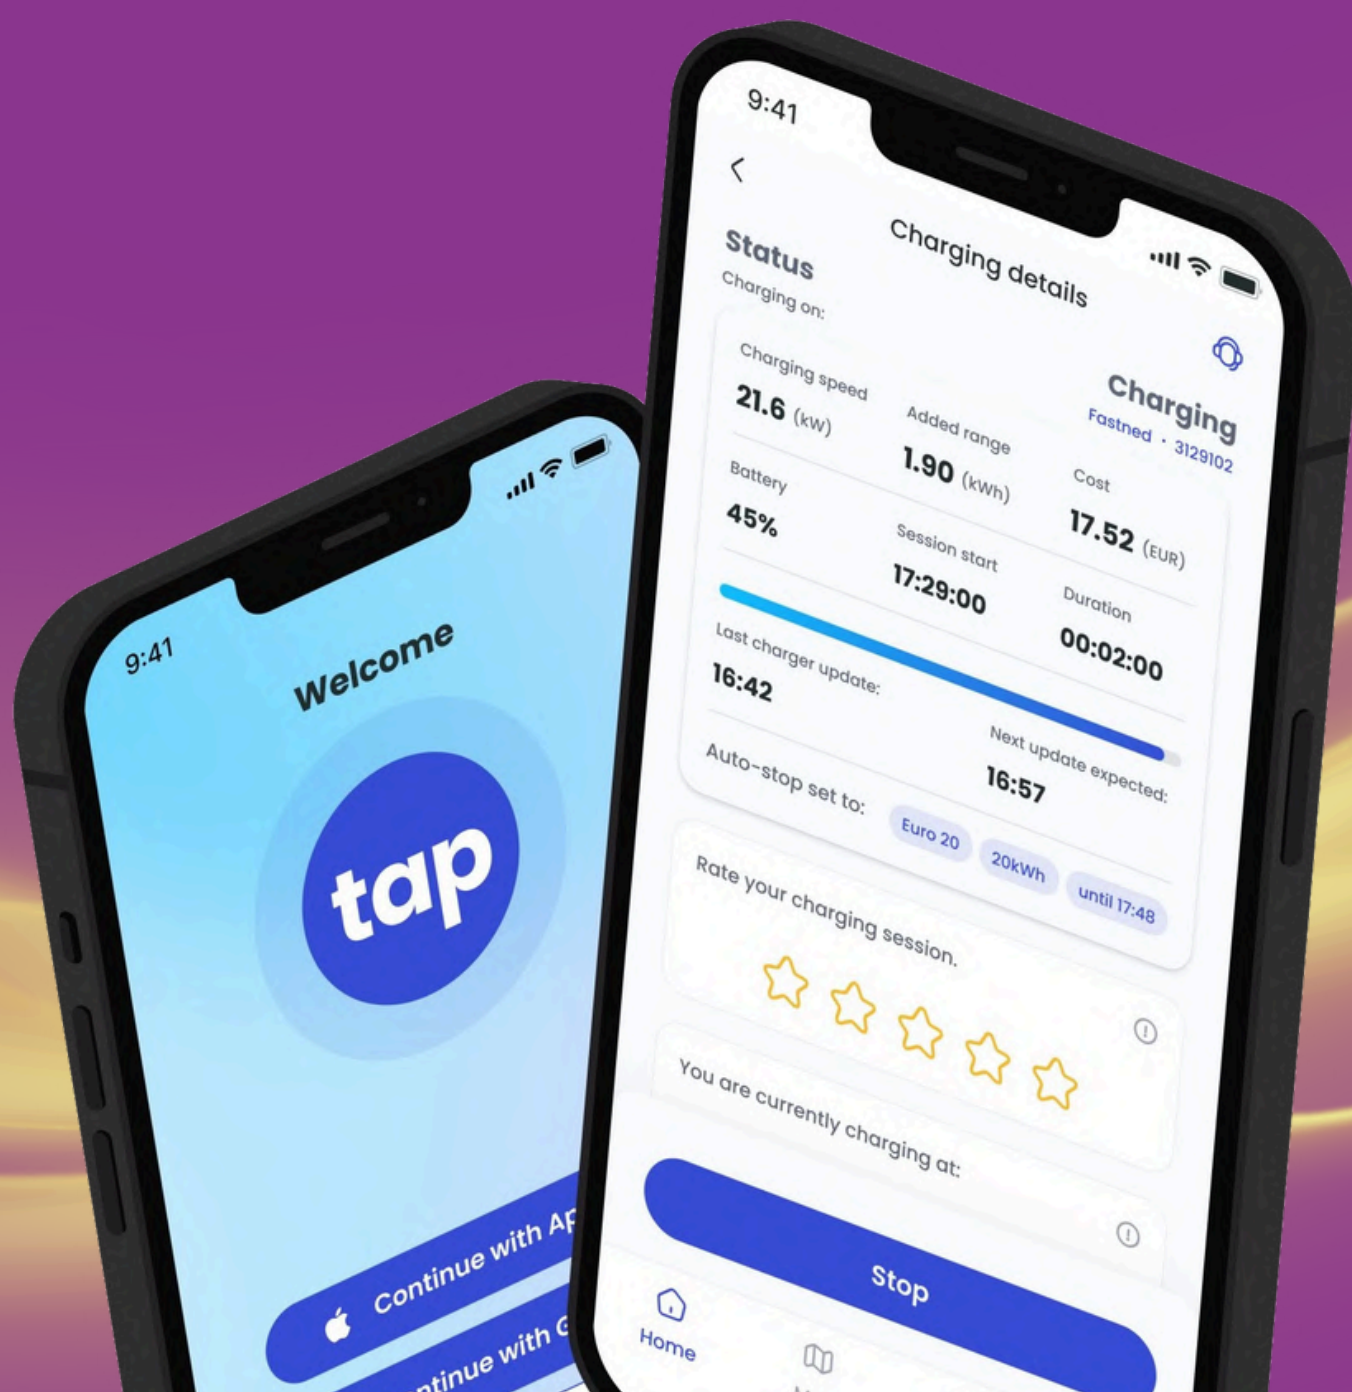 9:41
Welcome
tap
Continue with Ap
ntinue with G
9:41
Charging details
Status
Charging
Charging on:
Fastned · 3129102
Charging speed
21.6 (kW)
Added range
1.90 (kWh)
Cost
17.52 (EUR)
Battery
45%
Session start
17:29:00
Duration
00:02:00
Last charger update:
16:42
Next update expected:
16:57
Auto-stop set to:
Euro 20
20kWh
until 17:48
Rate your charging session.
You are currently charging at:
Stop
Home